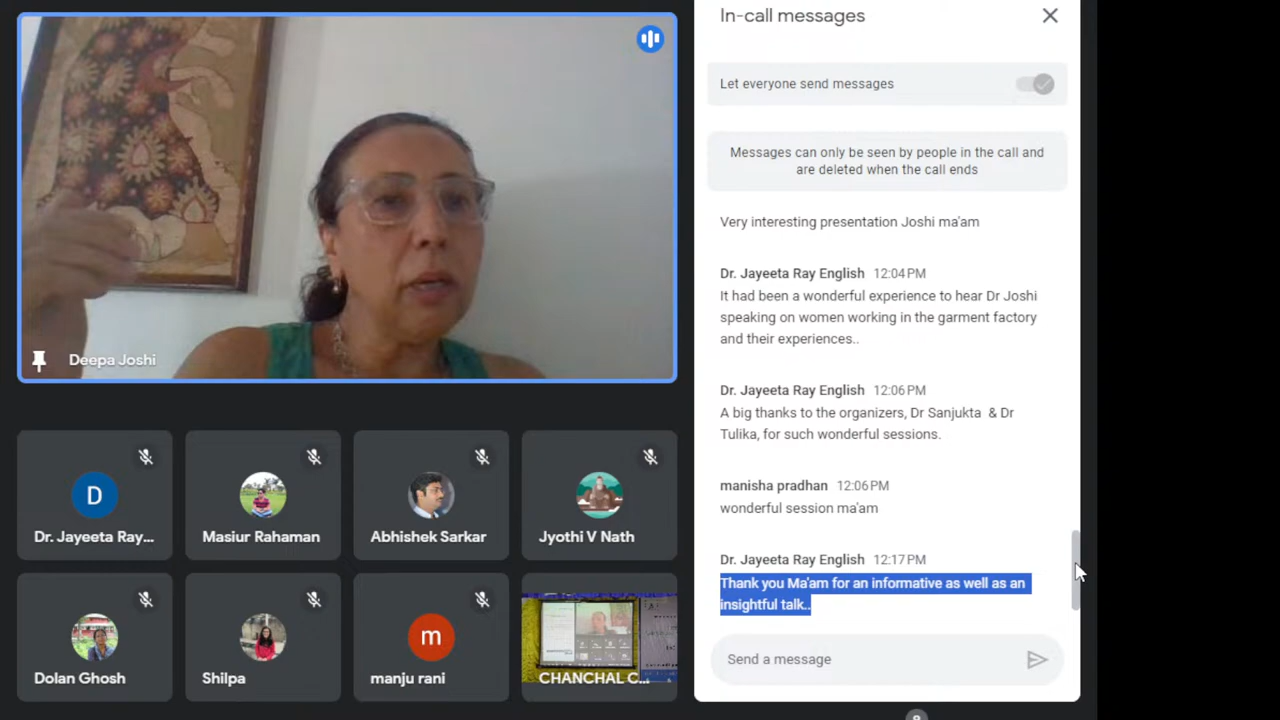 In-call messages
Let everyone send messages
Messages can only be seen by people in the call and
are deleted when the call ends
Very interesting presentation Joshi ma'am
Dr. Jayeeta Ray English 12:04 PM
It had been a wonderful experience to hear Dr Joshi
speaking on women working in the garment factory
and their experiences..
Dr. Jayeeta Ray English 12:06 PM
A big thanks to the organizers, Dr Sanjukta & Dr
Tulika, for such wonderful sessions.
manisha pradhan 12:06 PM
wonderful session ma'am
Dr. Jayeeta Ray English 12:17 PM
Thank you Ma'am for an informative as well as an
insightful talk..
Send a message
Deepa Joshi
D
Dr. Jayeeta Ray...
Masiur Rahaman
Abhishek Sarkar
Jyothi V Nath
Dolan Ghosh
Shilpa
m
manju rani
CHANCHAL C...